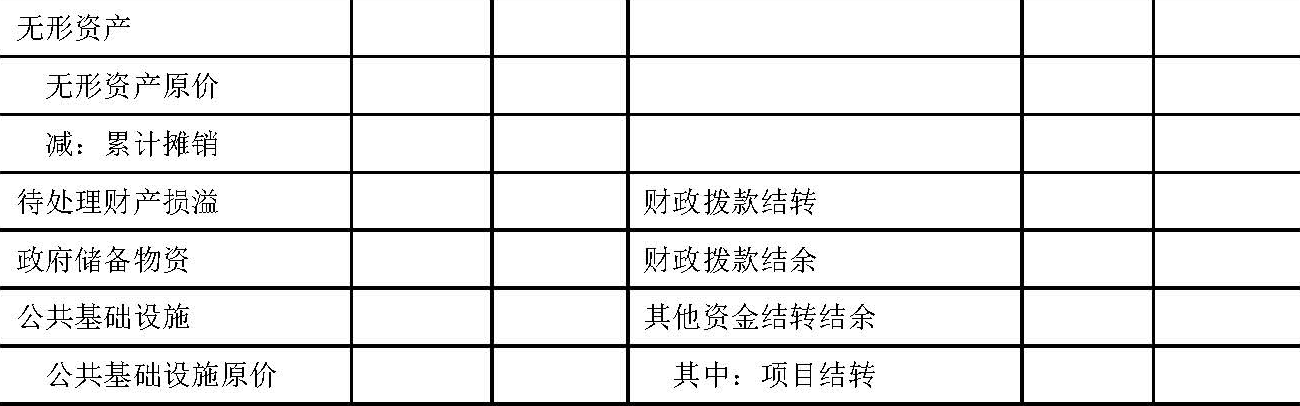 无形资产
无形资产原价
减：累计摊销
待处理财产损溢 财政拨款结转
政府储备物资 财政拨款结余
公共基础设施 其他资金结转结余
公共基础设施原价 其中：项目结转